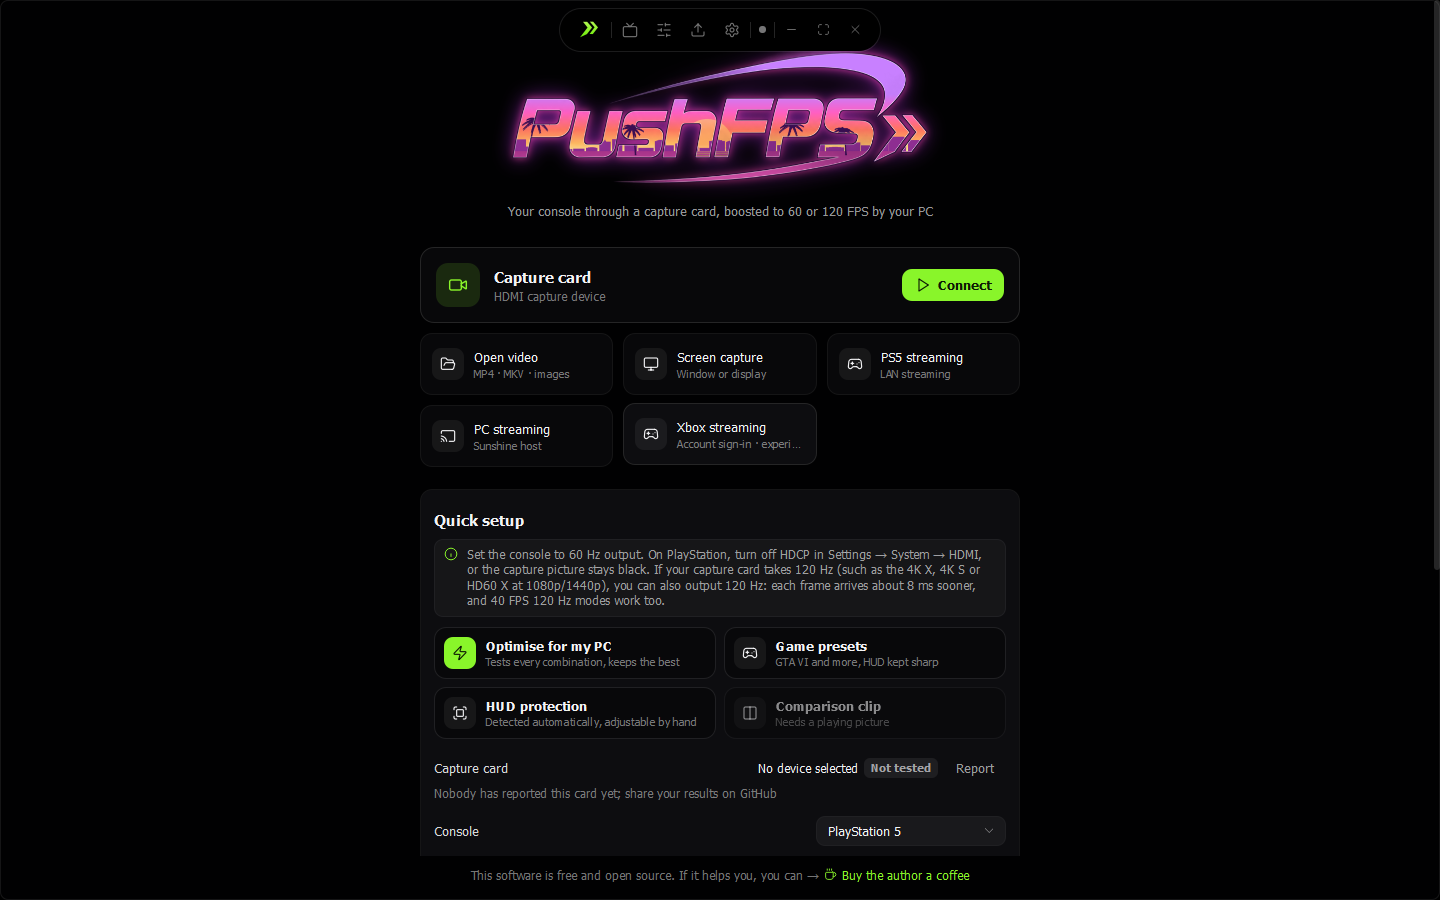 PushFPS
Your console through a capture card, boosted to 60 or 120 FPS by your PC
Capture card
HDMI capture device
Connect
Open video
MP4 · MKV · images
Screen capture
Window or display
PS5 streaming
LAN streaming
PC streaming
Sunshine host
Xbox streaming
Account sign-in · experi...
Quick setup
Set the console to 60 Hz output. On PlayStation, turn off HDCP in Settings → System → HDMI,
or the capture picture stays black. If your capture card takes 120 Hz (such as the 4K X, 4K S or
HD60 X at 1080p/1440p), you can also output 120 Hz: each frame arrives about 8 ms sooner,
and 40 FPS 120 Hz modes work too.
Optimise for my PC
Tests every combination, keeps the best
Game presets
GTA VI and more, HUD kept sharp
HUD protection
Detected automatically, adjustable by hand
Comparison clip
Needs a playing picture
Capture card No device selected Not tested Report
Nobody has reported this card yet; share your results on GitHub
Console PlayStation 5
This software is free and open source. If it helps you, you can → Buy the author a coffee